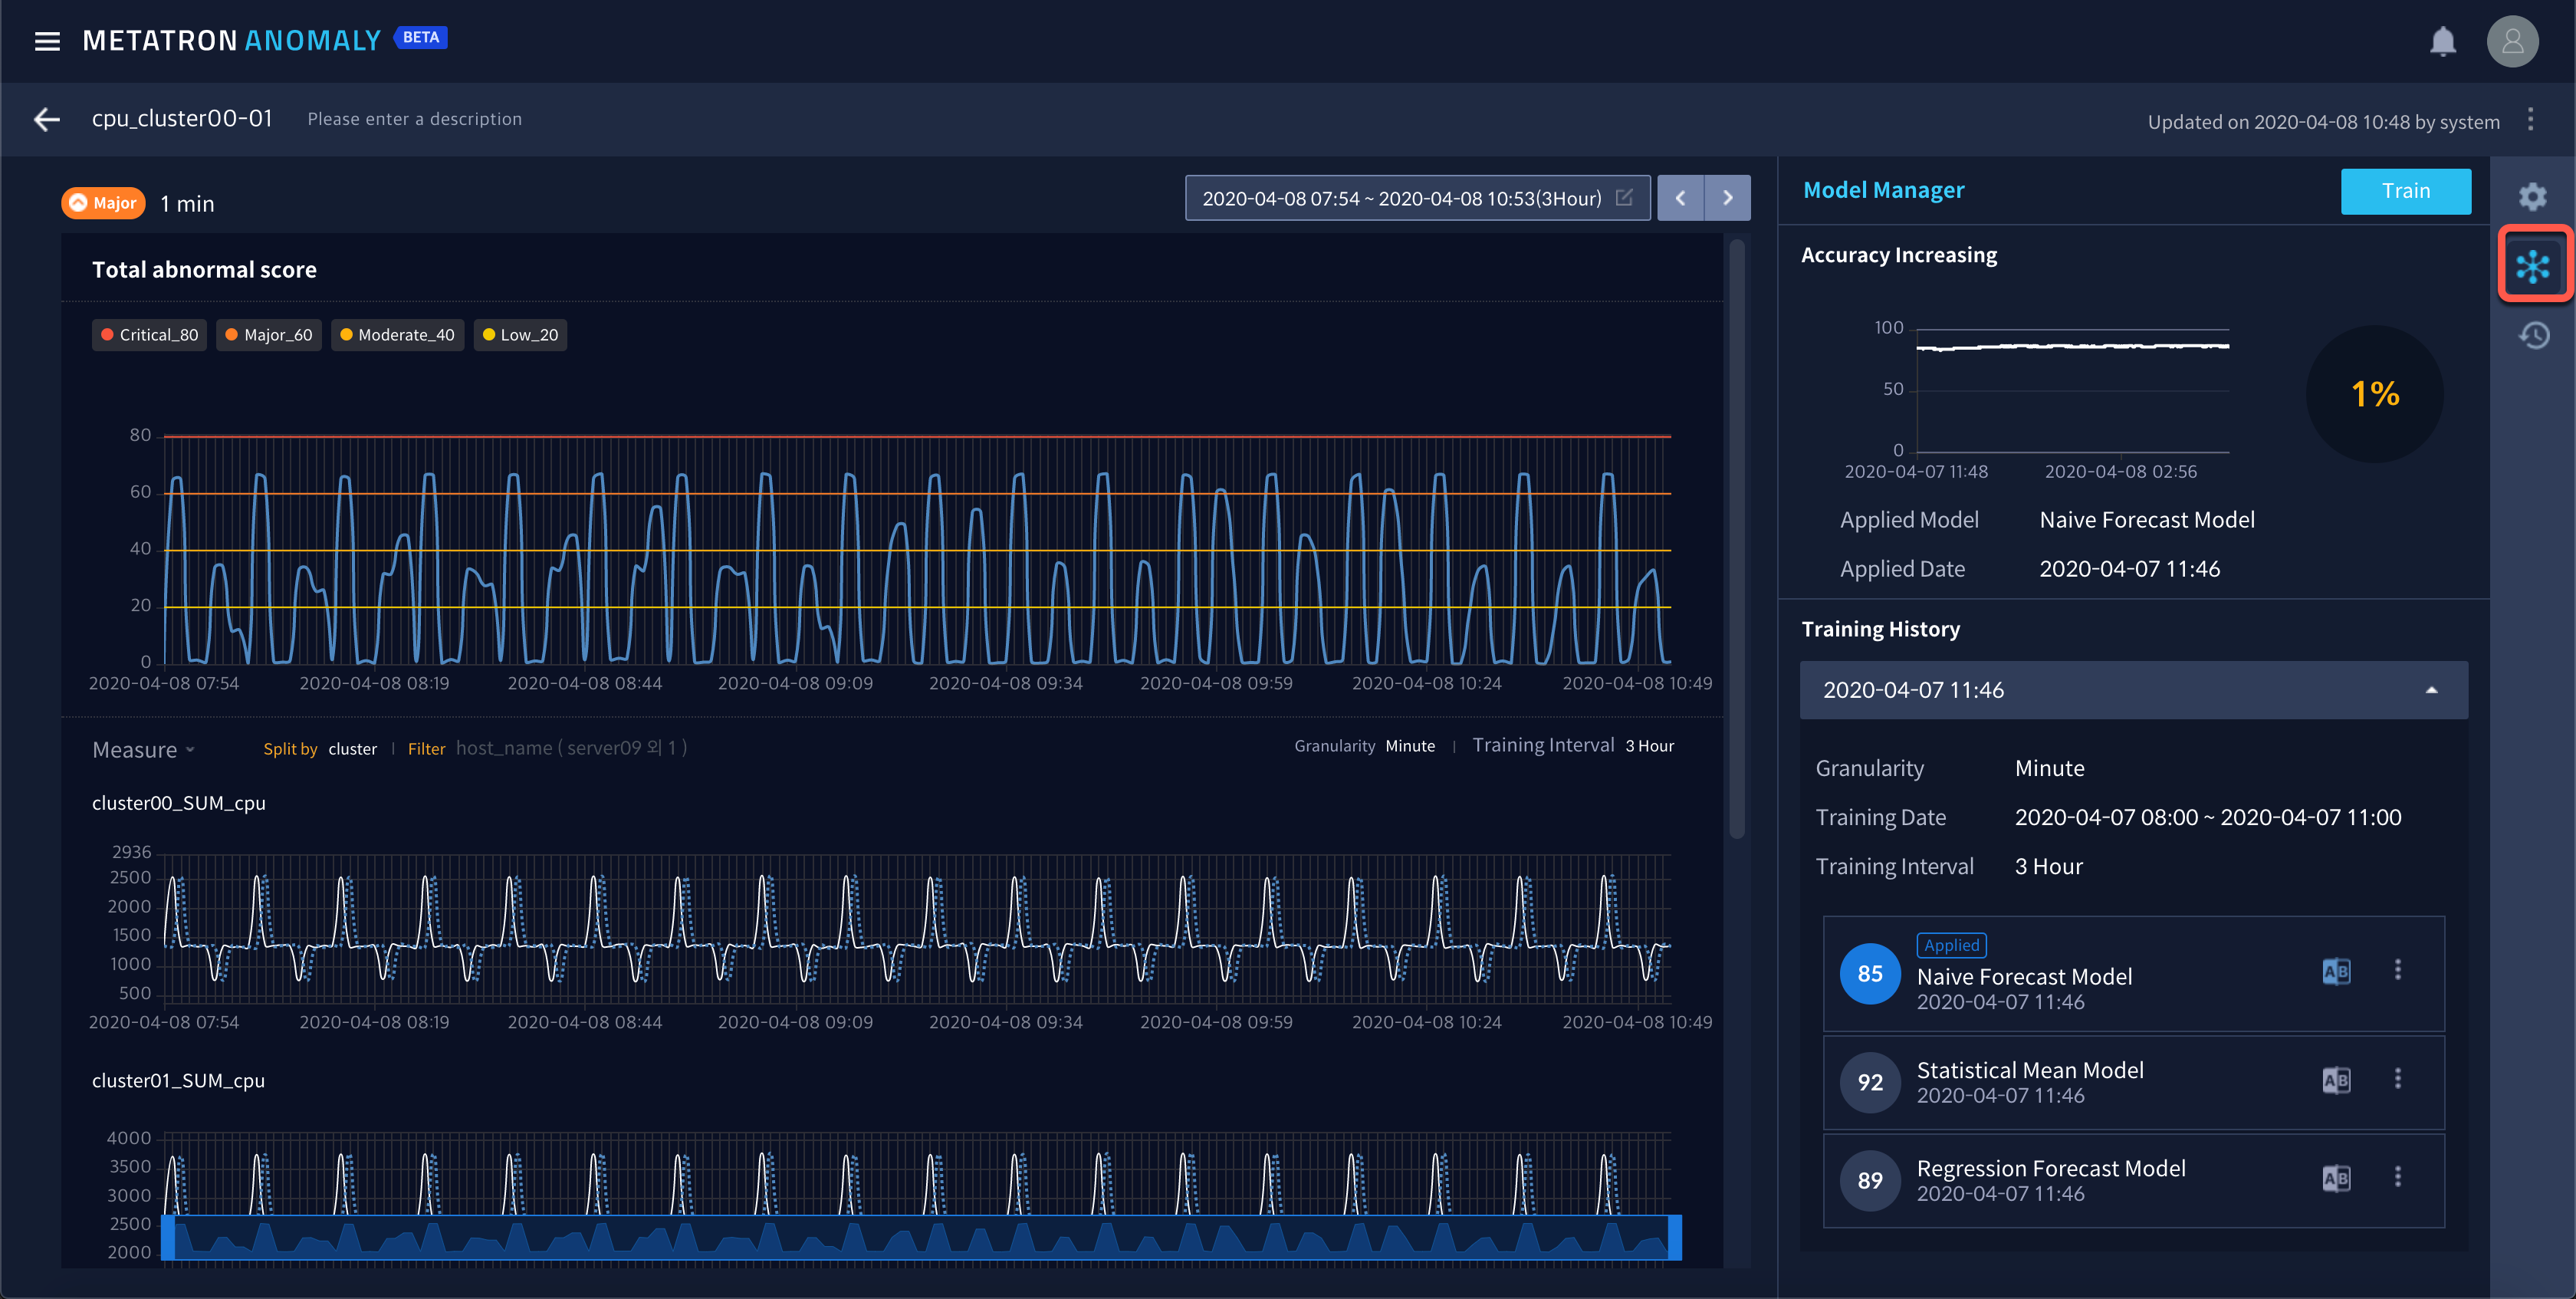 METATRON ANOMALY BETA
cpu_cluster00-01 Please enter a description
Updated on 2020-04-08 10:48 by system
Major 1 min
2020-04-08 07:54 ~ 2020-04-08 10:53(3Hour)
Total abnormal score
Critical_80 Major_60 Moderate_40 Low_20
80
60
40
20
0
2020-04-08 07:54 2020-04-08 08:19 2020-04-08 08:44 2020-04-08 09:09 2020-04-08 09:34 2020-04-08 09:59 2020-04-08 10:24 2020-04-08 10:49
Measure Split by cluster | Filter host_name ( server09 외 1 )
Granularity Minute | Training Interval 3 Hour
cluster00_SUM_cpu
2936
2500
2000
1500
1000
500
2020-04-08 07:54 2020-04-08 08:19 2020-04-08 08:44 2020-04-08 09:09 2020-04-08 09:34 2020-04-08 09:59 2020-04-08 10:24 2020-04-08 10:49
cluster01_SUM_cpu
4000
3500
3000
2500
2000
Model Manager
Train
Accuracy Increasing
100
50
0
2020-04-07 11:48 2020-04-08 02:56
1%
Applied Model Naive Forecast Model
Applied Date 2020-04-07 11:46
Training History
2020-04-07 11:46
Granularity Minute
Training Date 2020-04-07 08:00 ~ 2020-04-07 11:00
Training Interval 3 Hour
Applied
85 Naive Forecast Model AB
2020-04-07 11:46
92 Statistical Mean Model AB
2020-04-07 11:46
89 Regression Forecast Model AB
2020-04-07 11:46